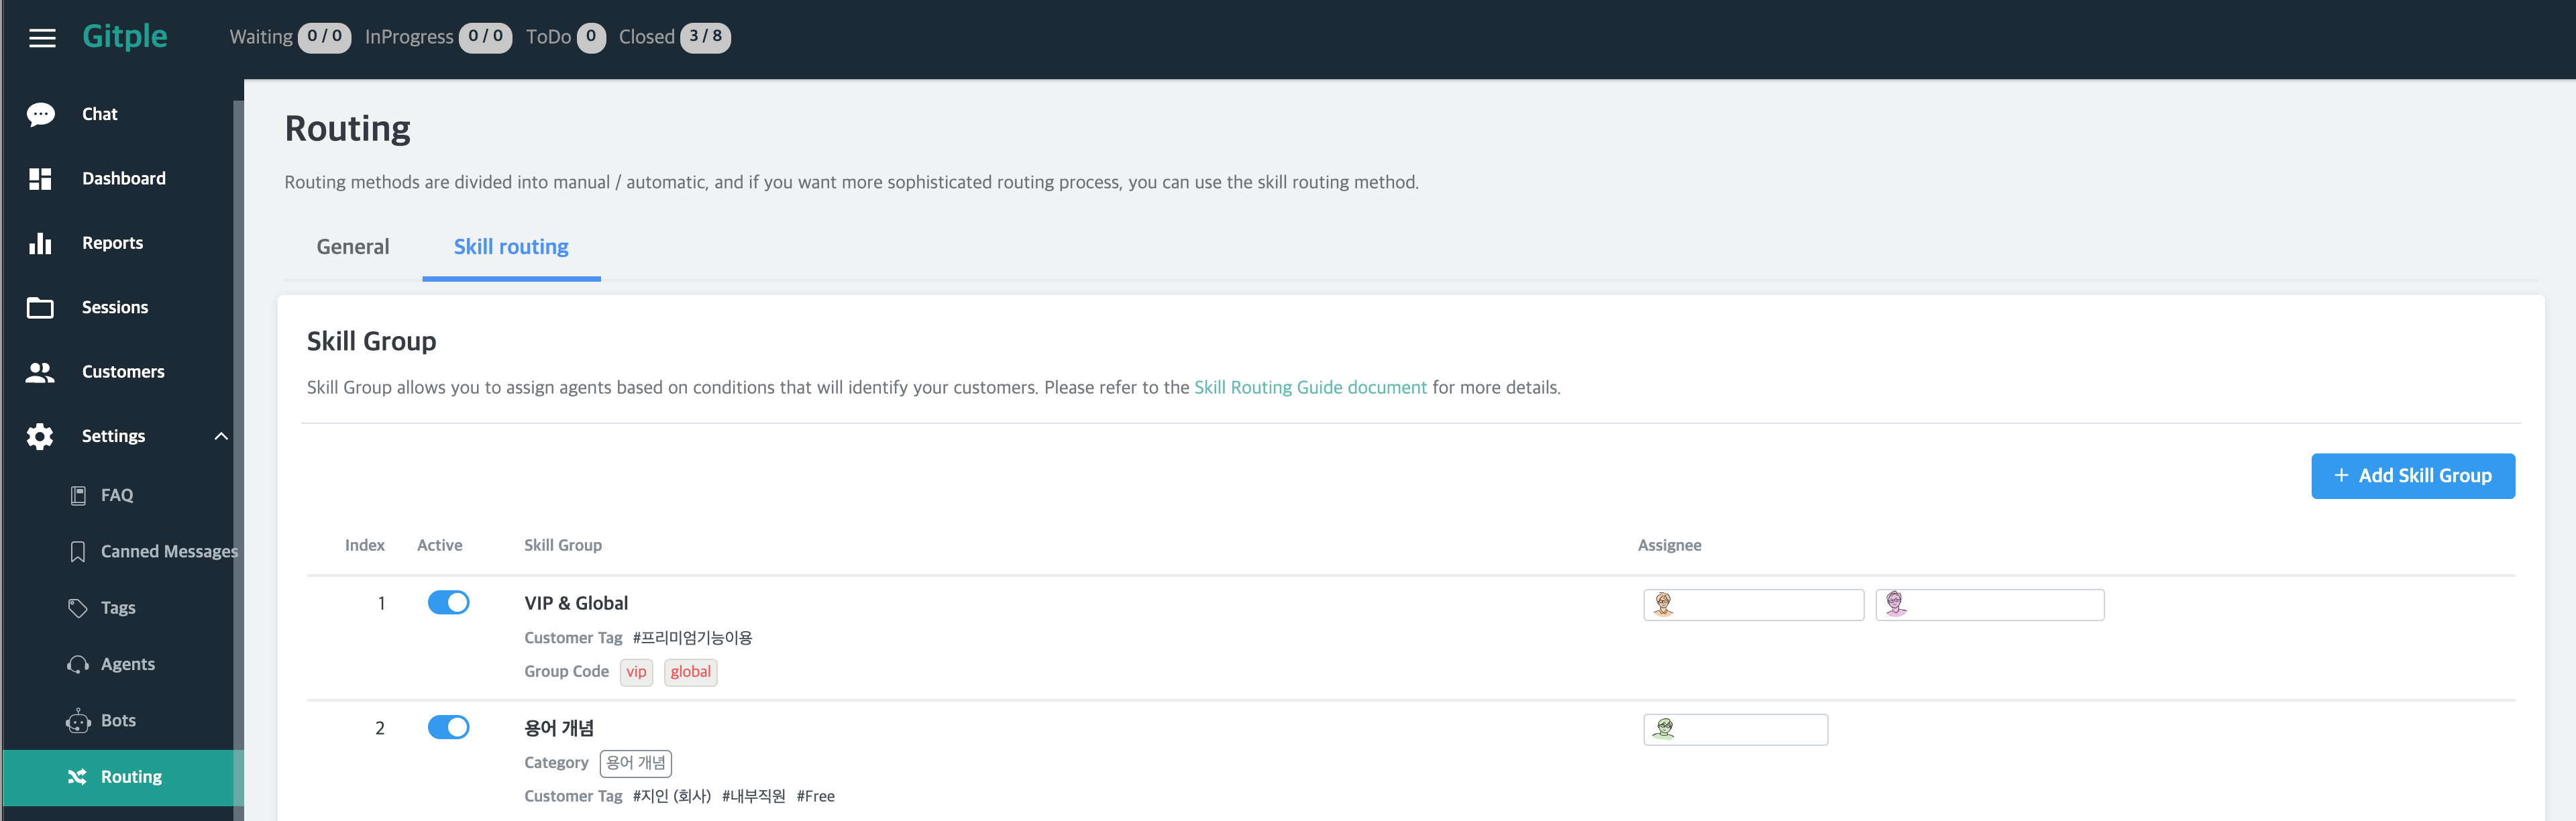 Gitple
Waiting 0 / 0 InProgress 0 / 0 ToDo 0 Closed 3 / 8
Chat
Dashboard
Reports
Sessions
Customers
Settings
FAQ
Canned Messages
Tags
Agents
Bots
Routing
Routing
Routing methods are divided into manual / automatic, and if you want more sophisticated routing process, you can use the skill routing method.
General Skill routing
Skill Group
Skill Group allows you to assign agents based on conditions that will identify your customers. Please refer to the Skill Routing Guide document for more details.
+ Add Skill Group
Index Active Skill Group Assignee
1 VIP & Global
Customer Tag #프리미엄기능이용
Group Code vip global
2 용어 개념
Category 용어 개념
Customer Tag #지인 (회사) #내부직원 #Free